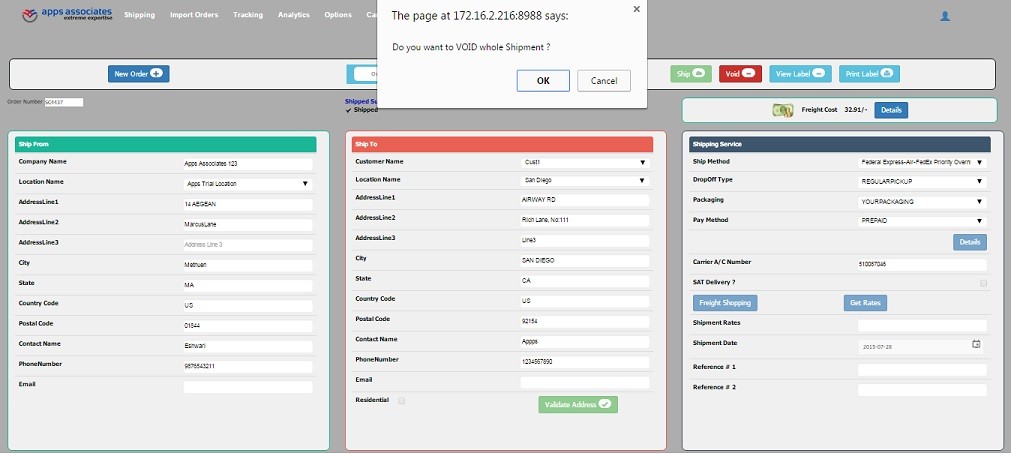 apps associates
extreme expertise
Shipping
Import Orders
Tracking
Analytics
Options
The page at 172.16.2.216:8988 says:
Do you want to VOID whole Shipment ?
OK
Cancel
New Order
Ship
Void
View Label
Print Label
Order Number
Shipped
Freight Cost 32.91/-
Details
Ship From
Company Name Apps Associates 123
Location Name Apps Trial Location
AddressLine1 14 AEGEAN
AddressLine2 MarcusLane
AddressLine3 Address Line 3
City Methuen
State MA
Country Code US
Postal Code 01844
Contact Name Eshwari
PhoneNumber 9876543211
Email
Ship To
Customer Name Cust1
Location Name San Diego
AddressLine1 AIRWAY RD
AddressLine2 Rich Lane, No:111
AddressLine3 Line3
City SAN DIEGO
State CA
Country Code US
Postal Code 92154
Contact Name Appps
PhoneNumber 1234567890
Email
Residential
Validate Address
Shipping Service
Ship Method Federal Express-Air-FedEx Priority Overni
DropOff Type REGULARPICKUP
Packaging YOURPACKAGING
Pay Method PREPAID
Details
Carrier A/C Number 510087046
SAT Delivery ?
Freight Shopping
Get Rates
Shipment Rates
Shipment Date 2015-07-28
Reference # 1
Reference # 2